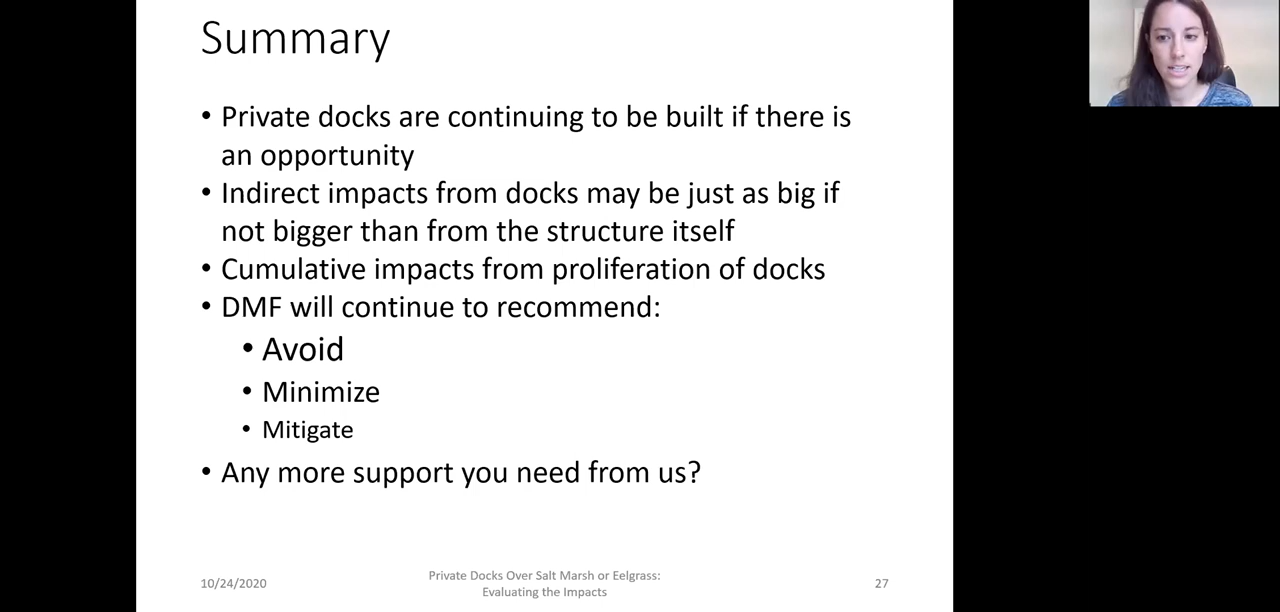 Summary
• Private docks are continuing to be built if there is
an opportunity
• Indirect impacts from docks may be just as big if
not bigger than from the structure itself
• Cumulative impacts from proliferation of docks
• DMF will continue to recommend:
• Avoid
• Minimize
• Mitigate
• Any more support you need from us?
10/24/2020
Private Docks Over Salt Marsh or Eelgrass:
Evaluating the Impacts
27